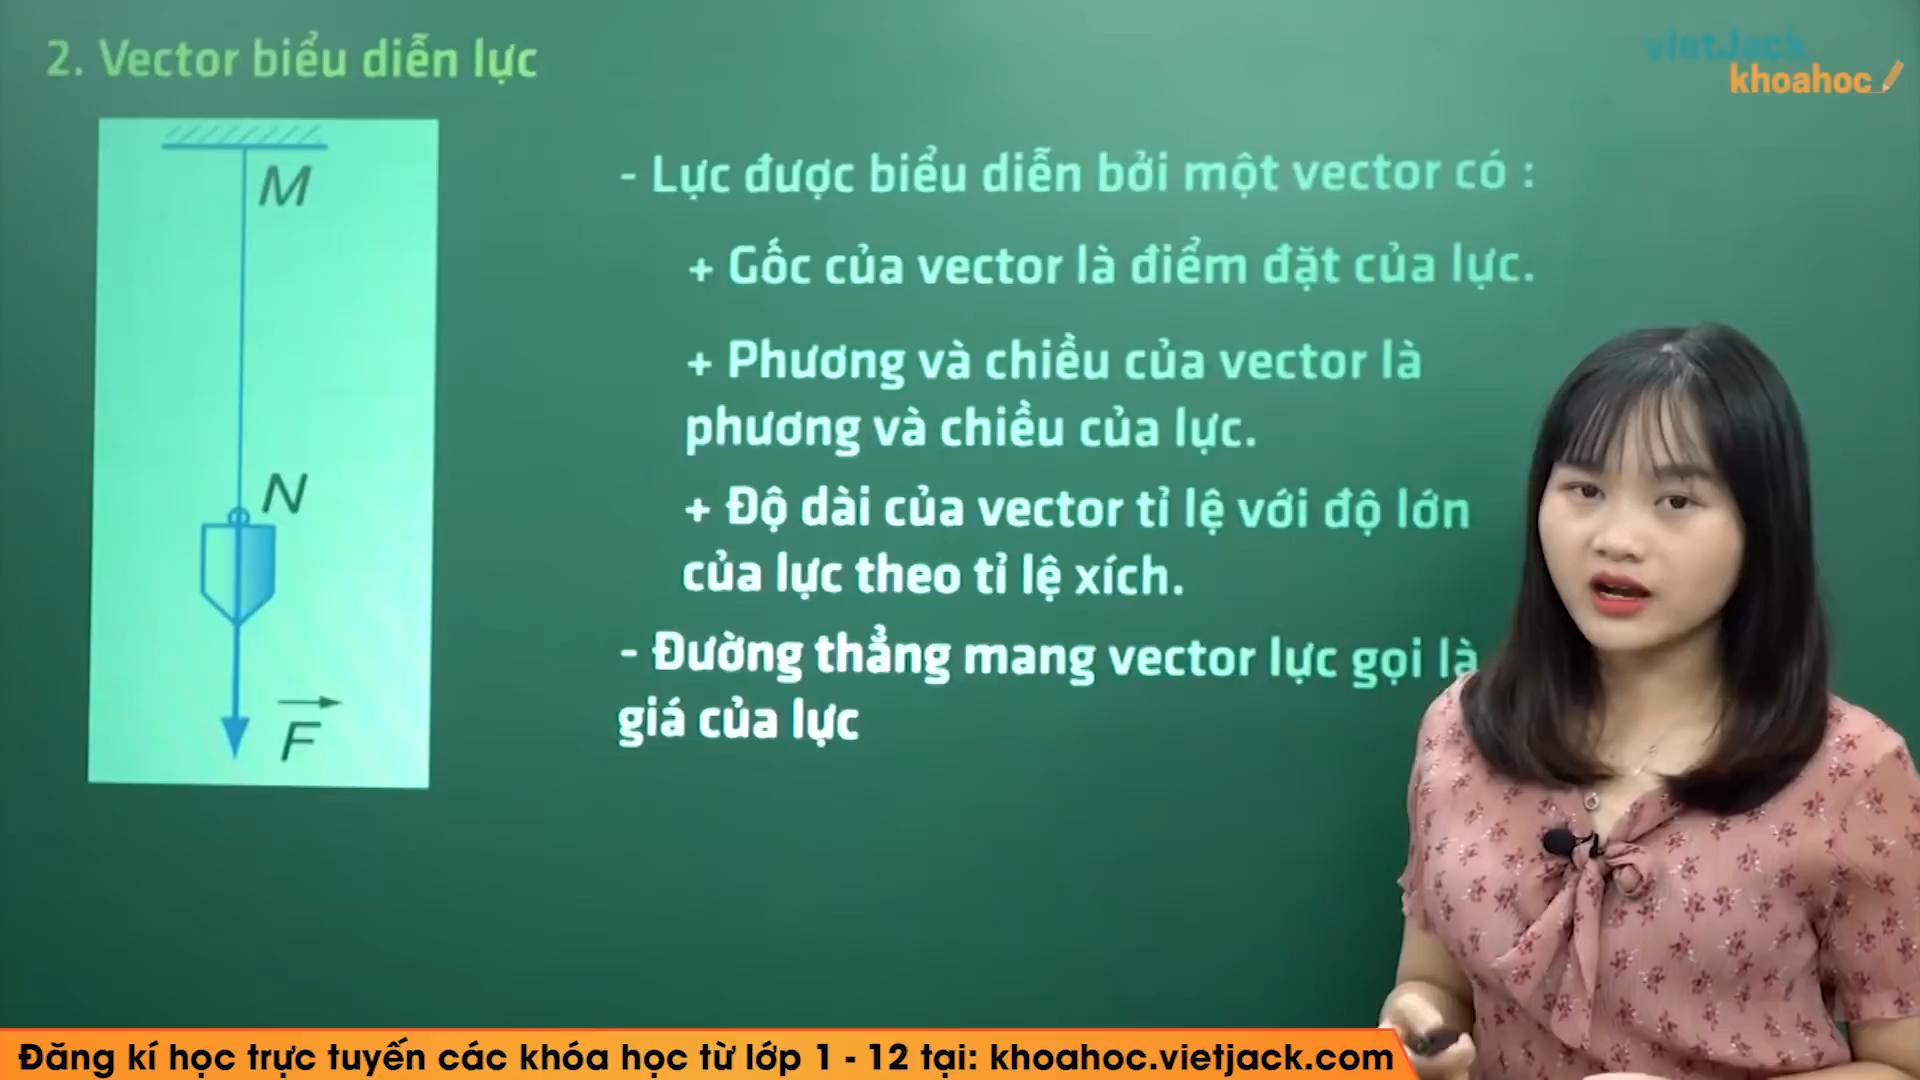 2. Vector biểu diễn lực
vietJack
khoahoc
M
N
F
- Lực được biểu diễn bởi một vector có :
+ Gốc của vector là điểm đặt của lực.
+ Phương và chiều của vector là
phương và chiều của lực.
+ Độ dài của vector tỉ lệ với độ lớn
của lực theo tỉ lệ xích.
- Đường thẳng mang vector lực gọi là
giá của lực
Đăng kí học trực tuyến các khóa học từ lớp 1 - 12 tại: khoahoc.vietjack.com